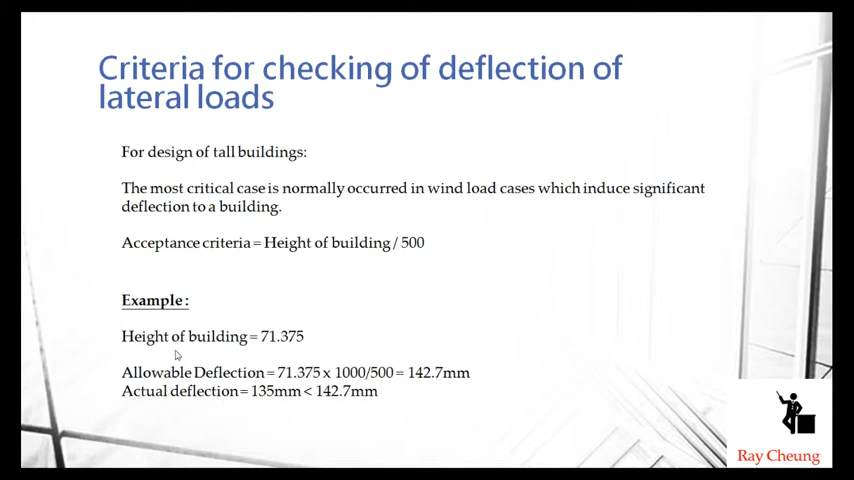 Criteria for checking of deflection of
lateral loads
For design of tall buildings:
The most critical case is normally occurred in wind load cases which induce significant
deflection to a building.
Acceptance criteria = Height of building / 500
Example :
Height of building = 71.375
Allowable Deflection = 71.375 x 1000/500 = 142.7mm
Actual deflection = 135mm < 142.7mm
Ray Cheung